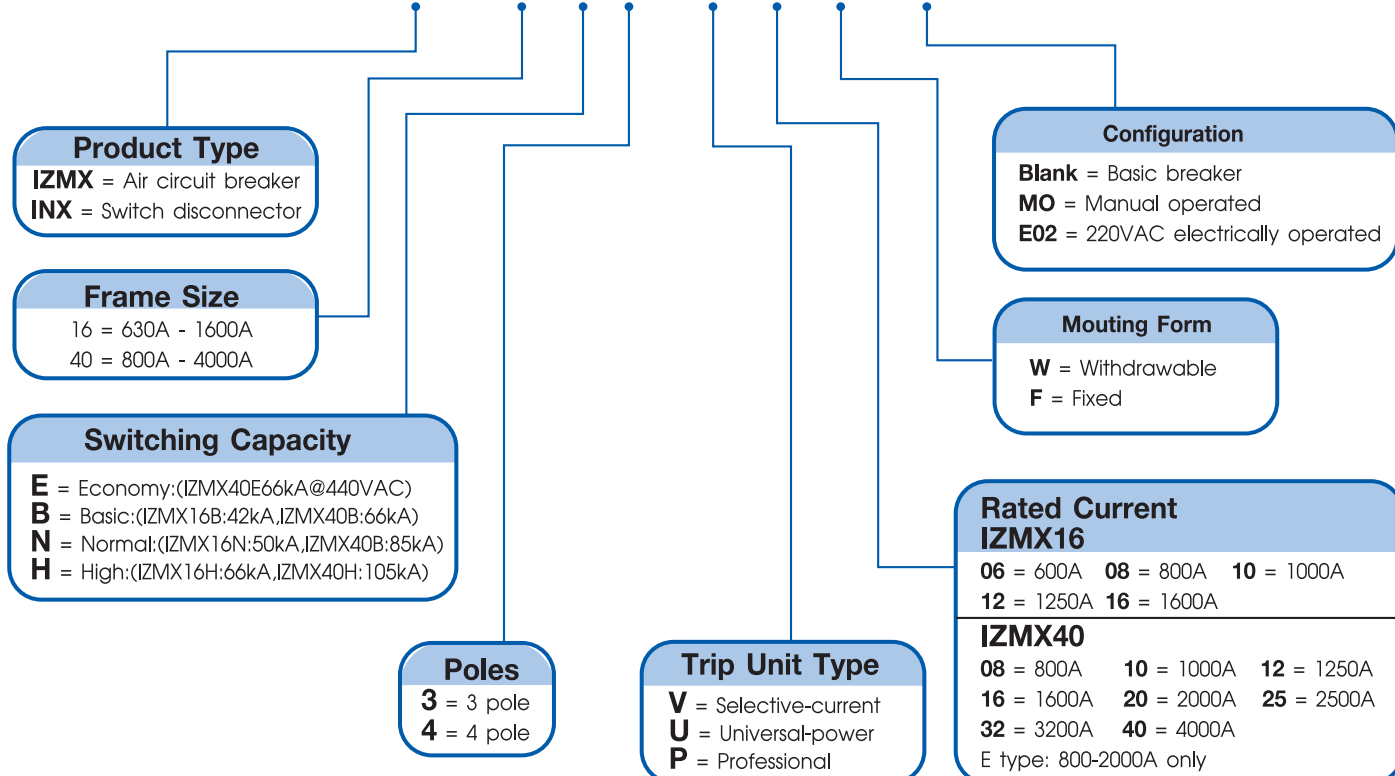 Product Type
IZMX = Air circuit breaker
INX = Switch disconnector
Frame Size
16 = 630A - 1600A
40 = 800A - 4000A
Switching Capacity
E = Economy:(IZMX40E66kA@440VAC)
B = Basic:(IZMX16B:42kA,IZMX40B:66kA)
N = Normal:(IZMX16N:50kA,IZMX40B:85kA)
H = High:(IZMX16H:66kA,IZMX40H:105kA)
Poles
3 = 3 pole
4 = 4 pole
Trip Unit Type
V = Selective-current
U = Universal-power
P = Professional
Configuration
Blank = Basic breaker
MO = Manual operated
E02 = 220VAC electrically operated
Mouting Form
W = Withdrawable
F = Fixed
Rated Current
IZMX16
06 = 600A 08 = 800A 10 = 1000A
12 = 1250A 16 = 1600A
IZMX40
08 = 800A 10 = 1000A 12 = 1250A
16 = 1600A 20 = 2000A 25 = 2500A
32 = 3200A 40 = 4000A
E type: 800-2000A only